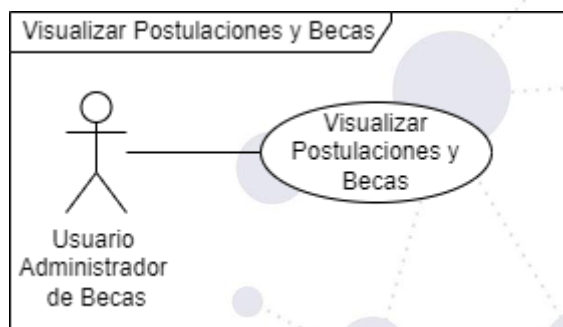 Visualizar Postulaciones y Becas
Visualizar
Postulaciones y
Becas
Usuario
Administrador
de Becas